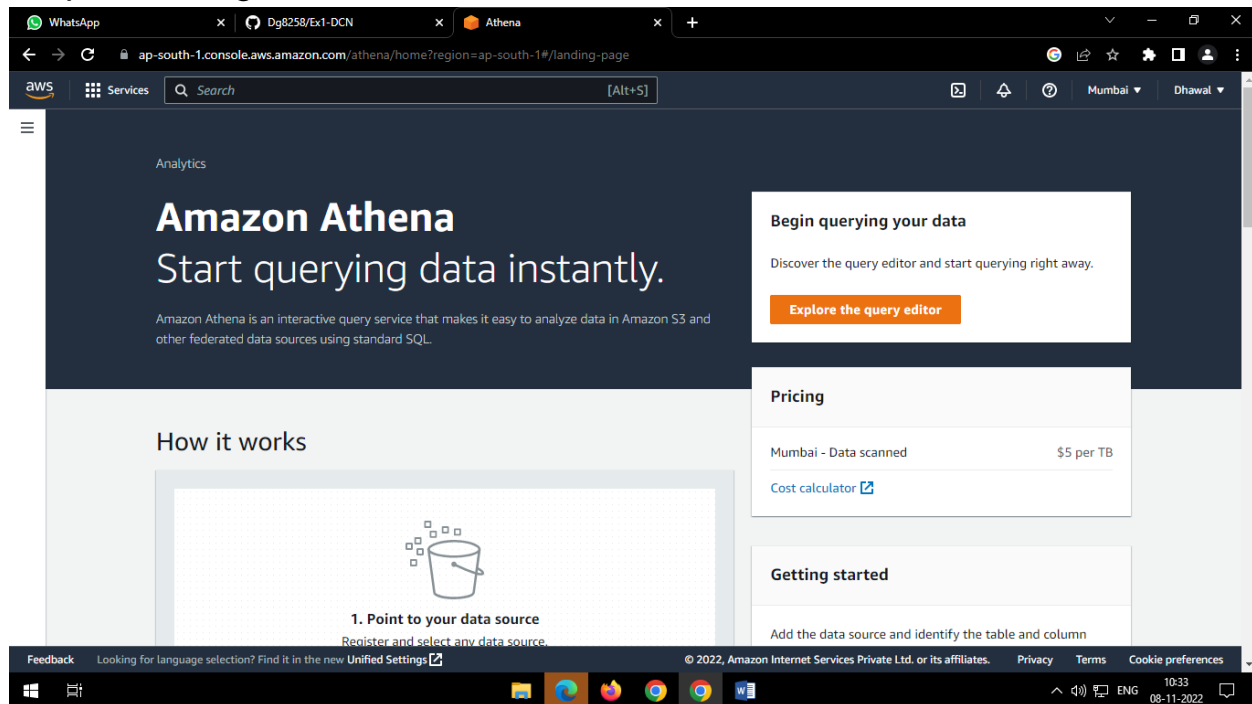 WhatsApp
Dg8258/Ex1-DCN
Athena
ap-south-1.console.aws.amazon.com/athena/home?region=ap-south-1#/landing-page
aws
Services
Search
[Alt+S]
Mumbai
Dhawal
Analytics
Amazon Athena
Start querying data instantly.
Amazon Athena is an interactive query service that makes it easy to analyze data in Amazon S3 and
other federated data sources using standard SQL.
Begin querying your data
Discover the query editor and start querying right away.
Explore the query editor
Pricing
Mumbai - Data scanned
$5 per TB
Cost calculator
How it works
1. Point to your data source
Register and select any data source.
Getting started
Add the data source and identify the table and column
Feedback
Looking for language selection? Find it in the new Unified Settings
© 2022, Amazon Internet Services Private Ltd. or its affiliates.
Privacy
Terms
Cookie preferences
ENG
10:33
08-11-2022